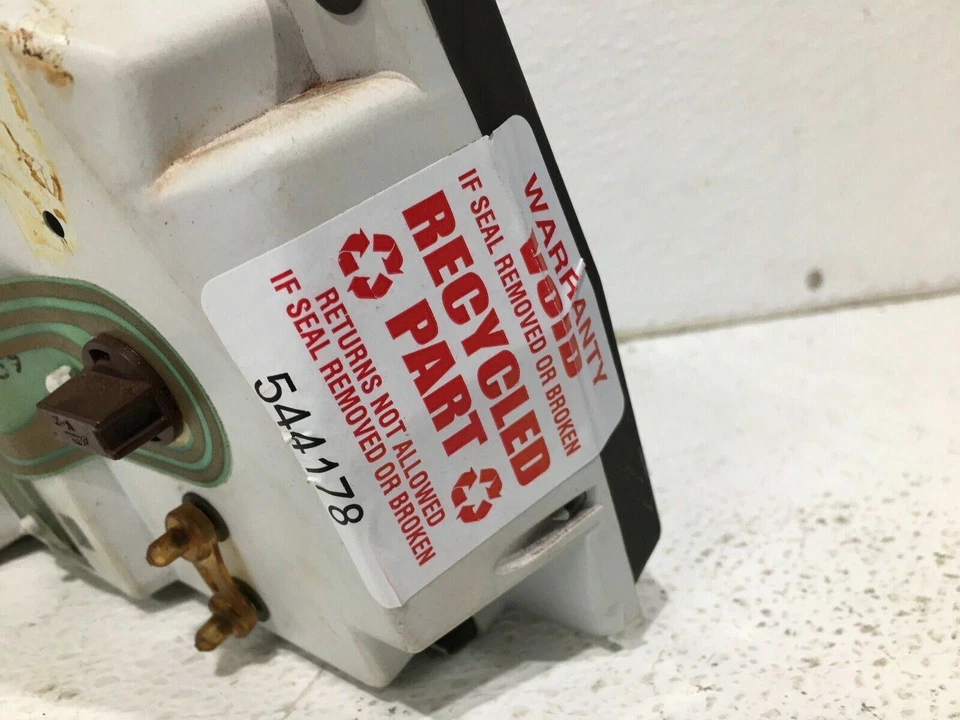 WARRANTY
VOID
IF SEAL REMOVED OR BROKEN
RECYCLED
PART
RETURNS NOT ALLOWED
IF SEAL REMOVED OR BROKEN
544178